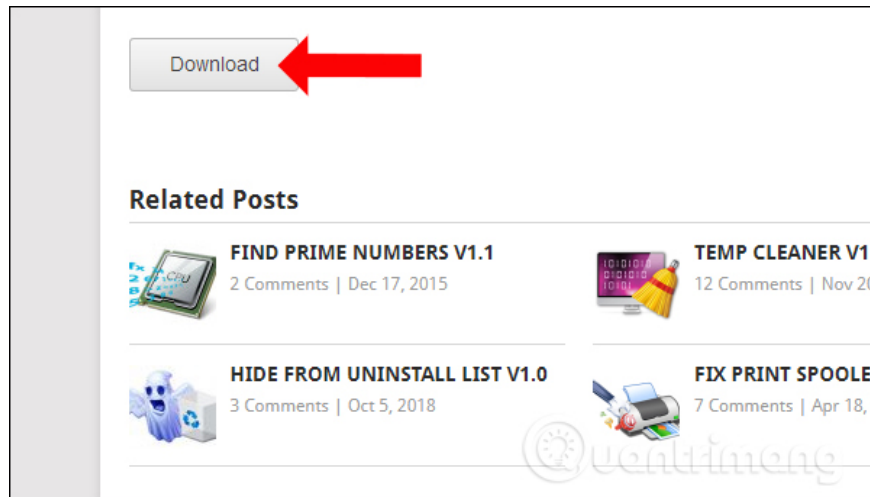 Download
Related Posts
FIND PRIME NUMBERS V1.1
2 Comments | Dec 17, 2015
TEMP CLEANER V1
12 Comments | Nov 20
HIDE FROM UNINSTALL LIST V1.0
3 Comments | Oct 5, 2018
FIX PRINT SPOOLE
7 Comments | Apr 18,
CPU
Quantrimang